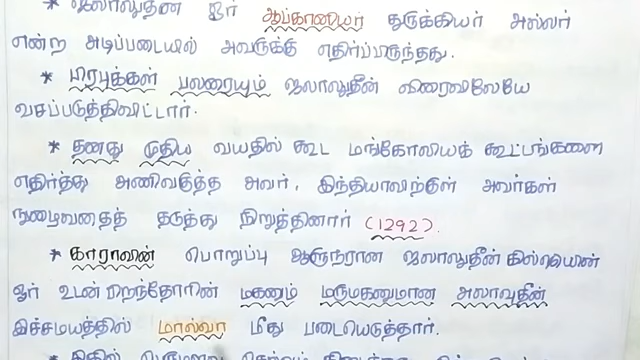 * ஜலாலுதீன் ஓர் ஆப்கானியர் துருக்கியர் அல்லர்
என்ற அடிப்படையில் அவருக்கு எதிர்ப்பிருந்தது.
* பிரபுக்கள் பலரையும் ஜலாலுதீன் விரைவிலேயே
வசப்படுத்திவிட்டார்.
* தனது முதிய வயதில் கூட மங்கோலியக் கூட்டங்களை
எதிர்த்து அணிவகுத்த அவர், இந்தியாவிற்குள் அவர்கள்
நுழைவதைத் தடுத்து நிறுத்தினார் (1292).
* காராவின் பொறுப்பு ஆளுநரான ஜலாலுதீன் கில்ஜியின்
ஓர் உடன் பிறந்தோரின் மகனும் மருமகனுமான அலாவுதீன்
இச்சமயத்தில் மால்வா மீது படையெடுத்தார்.
* இதில்